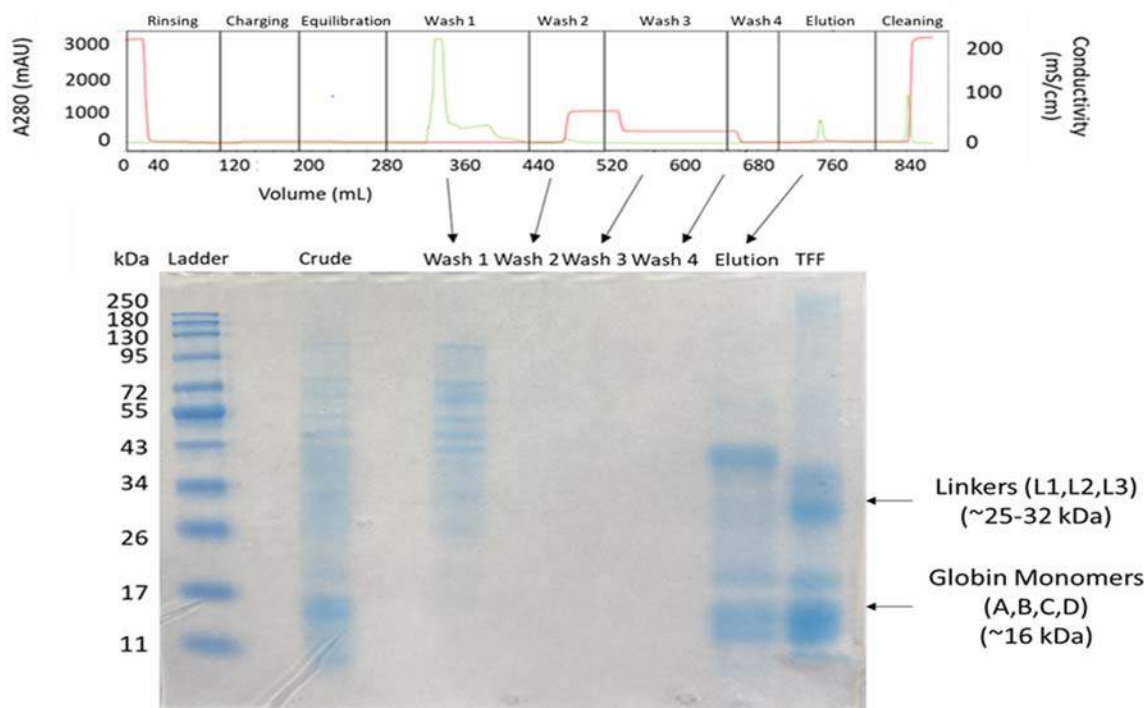 Rinsing Charging Equilibration Wash 1 Wash 2 Wash 3 Wash 4 Elution Cleaning
A280 (mAU)
3000
2000
1000
0
200
100
0
Conductivity
(mS/cm)
0 40 120 200 280 360 440 520 600 680 760 840
Volume (mL)
kDa Ladder Crude Wash 1 Wash 2 Wash 3 Wash 4 Elution TFF
250
180
130
95
72
55
43
34
26
17
11
Linkers (L1,L2,L3)
(~25-32 kDa)
Globin Monomers
(A,B,C,D)
(~16 kDa)